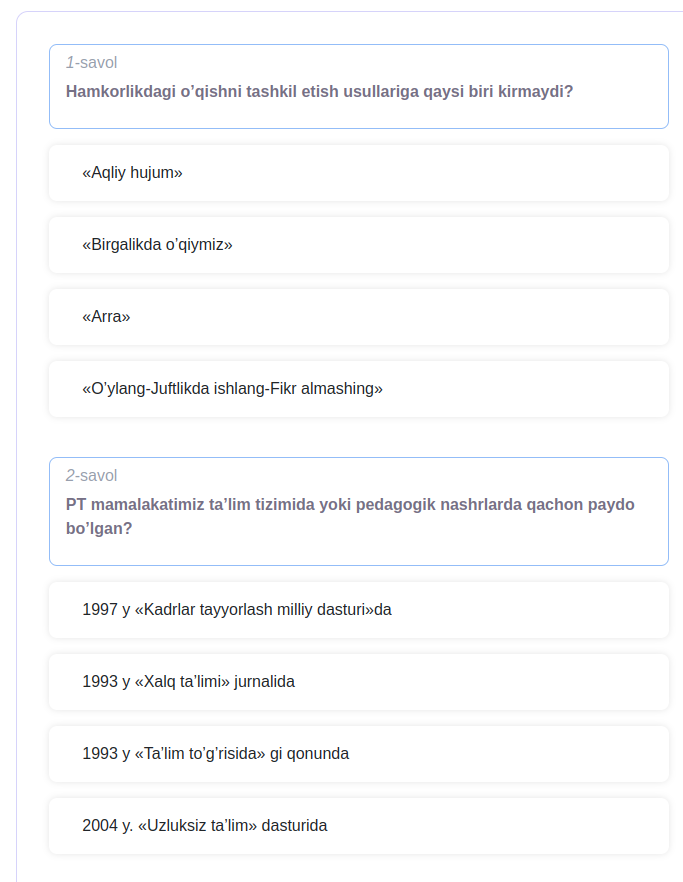 1-savol
Hamkorlikdagi o’qishni tashkil etish usullariga qaysi biri kirmaydi?
«Aqliy hujum»
«Birgalikda o’qiymiz»
«Arra»
«O’ylang-Juftlikda ishlang-Fikr almashing»
2-savol
PT mamalakatimiz ta’lim tizimida yoki pedagogik nashrlarda qachon paydo
bo’lgan?
1997 y «Kadrlar tayyorlash milliy dasturi»da
1993 y «Xalq ta’limi» jurnalida
1993 y «Ta’lim to’g’risida» gi qonunda
2004 y. «Uzluksiz ta’lim» dasturida